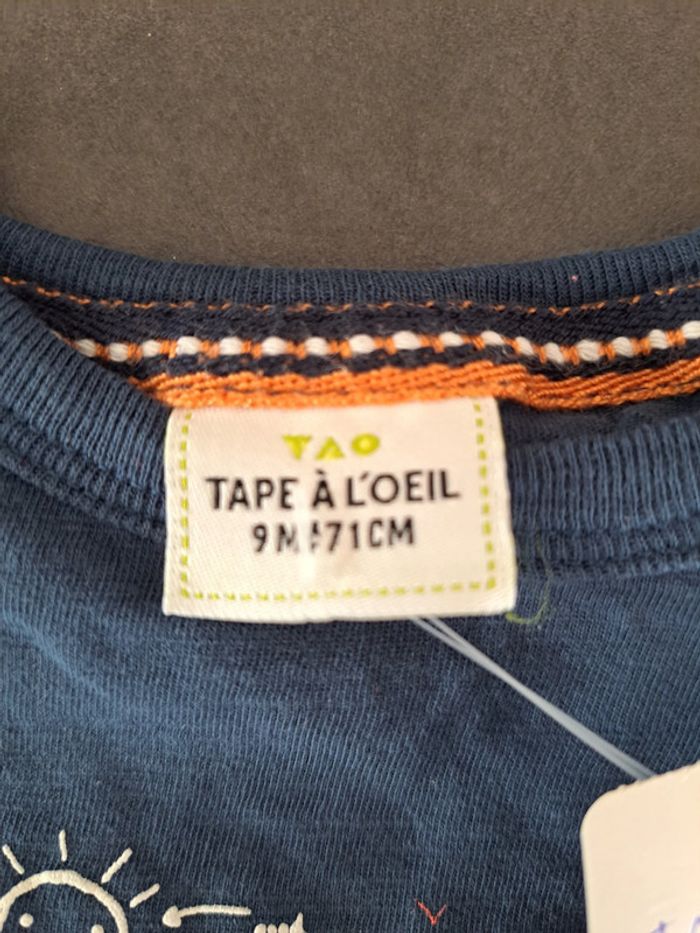 TAO
TAPE À L'OEIL
9M/71CM